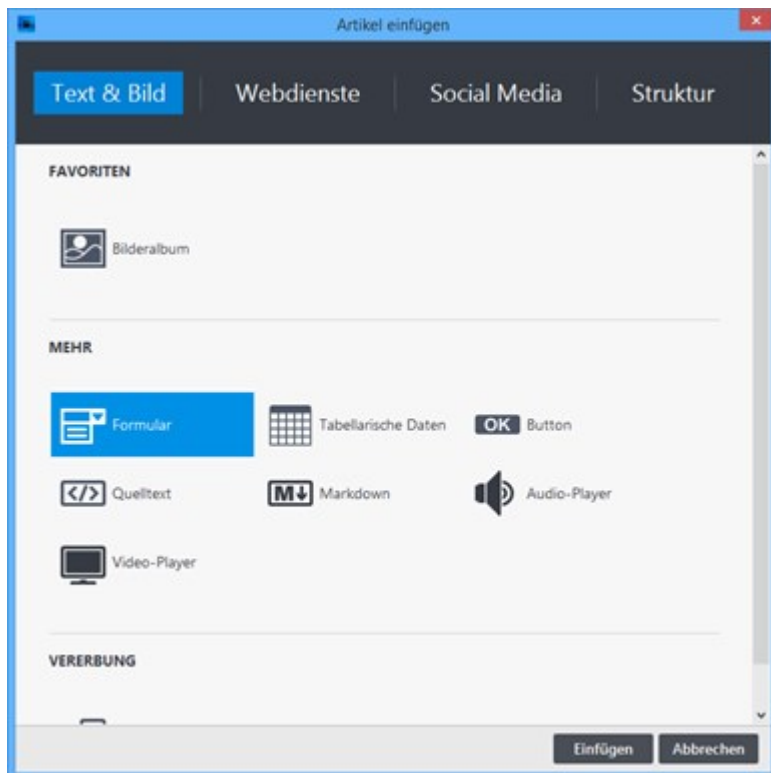 Artikel einfügen
Text & Bild Webdienste Social Media Struktur
FAVORITEN
Bilderalbum
MEHR
Formular Tabellarische Daten OK Button
</> Quelltext M Markdown Audio-Player
Video-Player
VERERBUNG
Einfügen Abbrechen